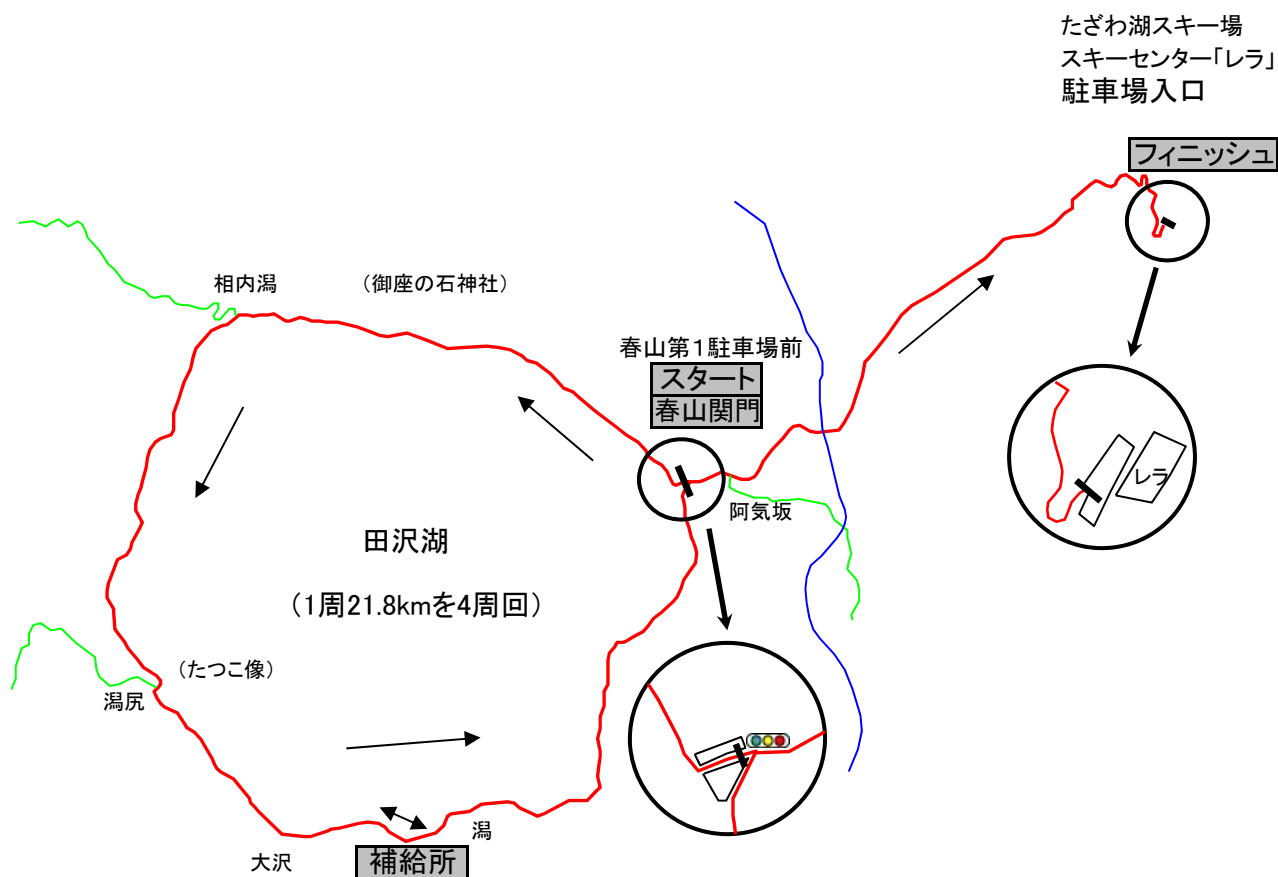 たざわ湖スキー場
スキーセンター「レラ」
駐車場入口
フィニッシュ
相内潟
（御座の石神社）
春山第１駐車場前
スタート
春山関門
レラ
阿気坂
田沢湖
（1周21.8kmを4周回）
（たつこ像）
潟尻
潟
大沢
補給所